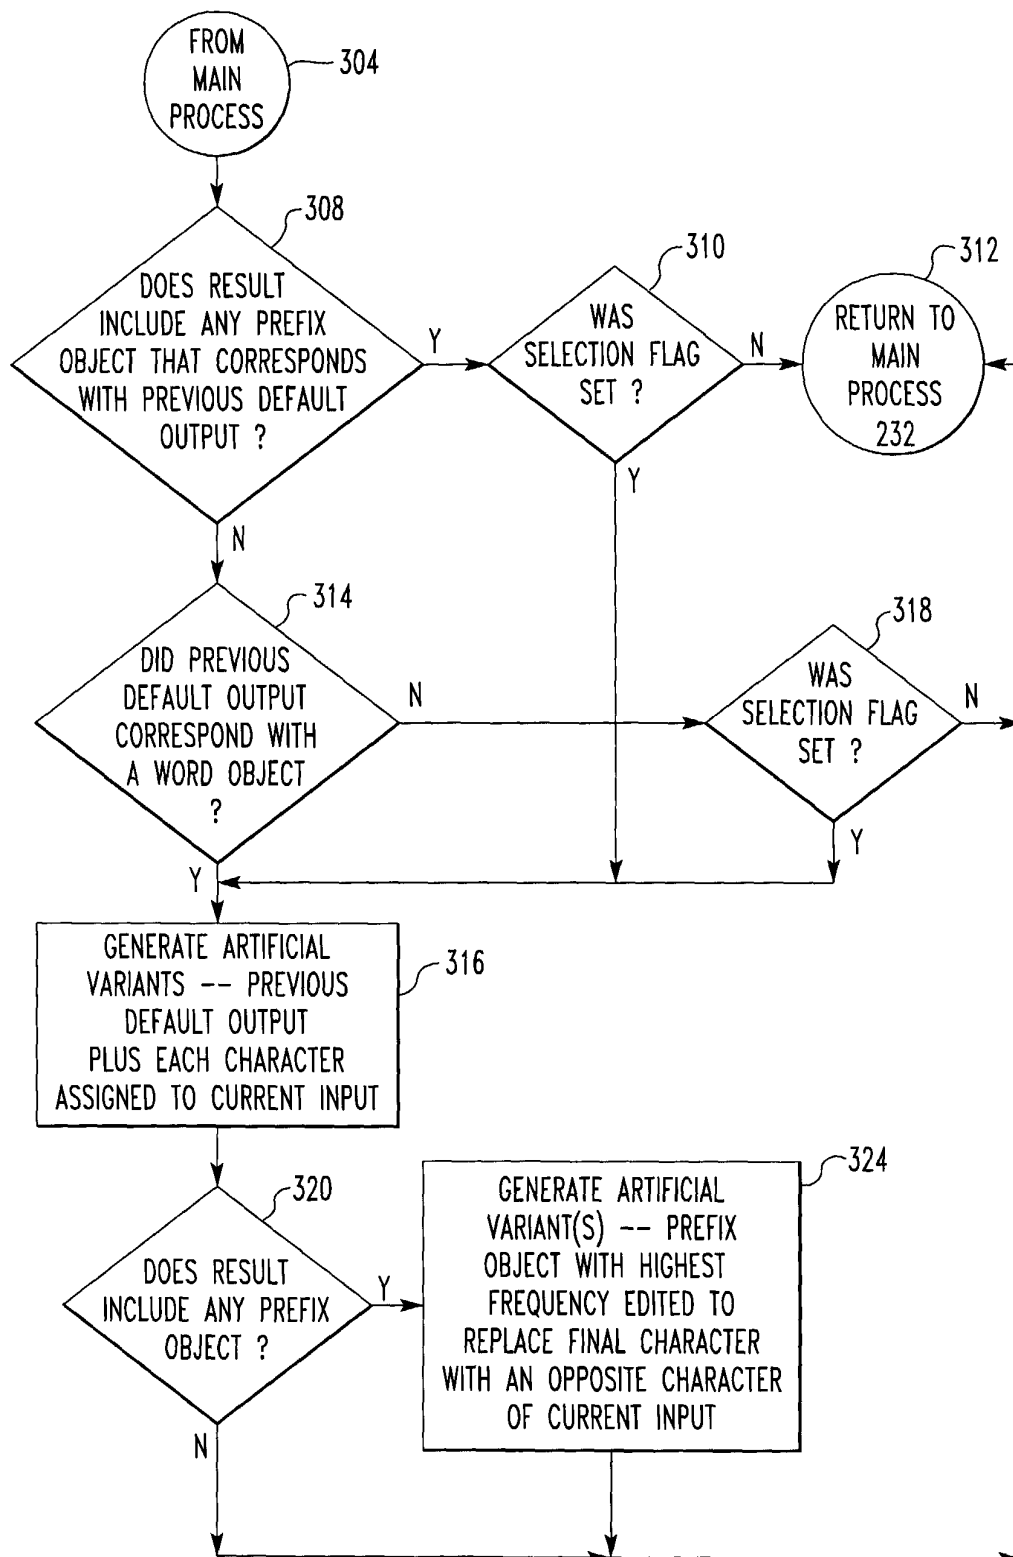 FROM
MAIN
PROCESS
304
DOES RESULT
INCLUDE ANY PREFIX
OBJECT THAT CORRESPONDS
WITH PREVIOUS DEFAULT
OUTPUT ?
308
Y
N
WAS
SELECTION FLAG
SET ?
310
N
Y
RETURN TO
MAIN
PROCESS
232
312
DID PREVIOUS
DEFAULT OUTPUT
CORRESPOND WITH
A WORD OBJECT
?
314
N
Y
WAS
SELECTION FLAG
SET ?
318
N
Y
GENERATE ARTIFICIAL
VARIANTS -- PREVIOUS
DEFAULT OUTPUT
PLUS EACH CHARACTER
ASSIGNED TO CURRENT INPUT
316
DOES RESULT
INCLUDE ANY PREFIX
OBJECT ?
320
Y
N
GENERATE ARTIFICIAL
VARIANT(S) -- PREFIX
OBJECT WITH HIGHEST
FREQUENCY EDITED TO
REPLACE FINAL CHARACTER
WITH AN OPPOSITE CHARACTER
OF CURRENT INPUT
324